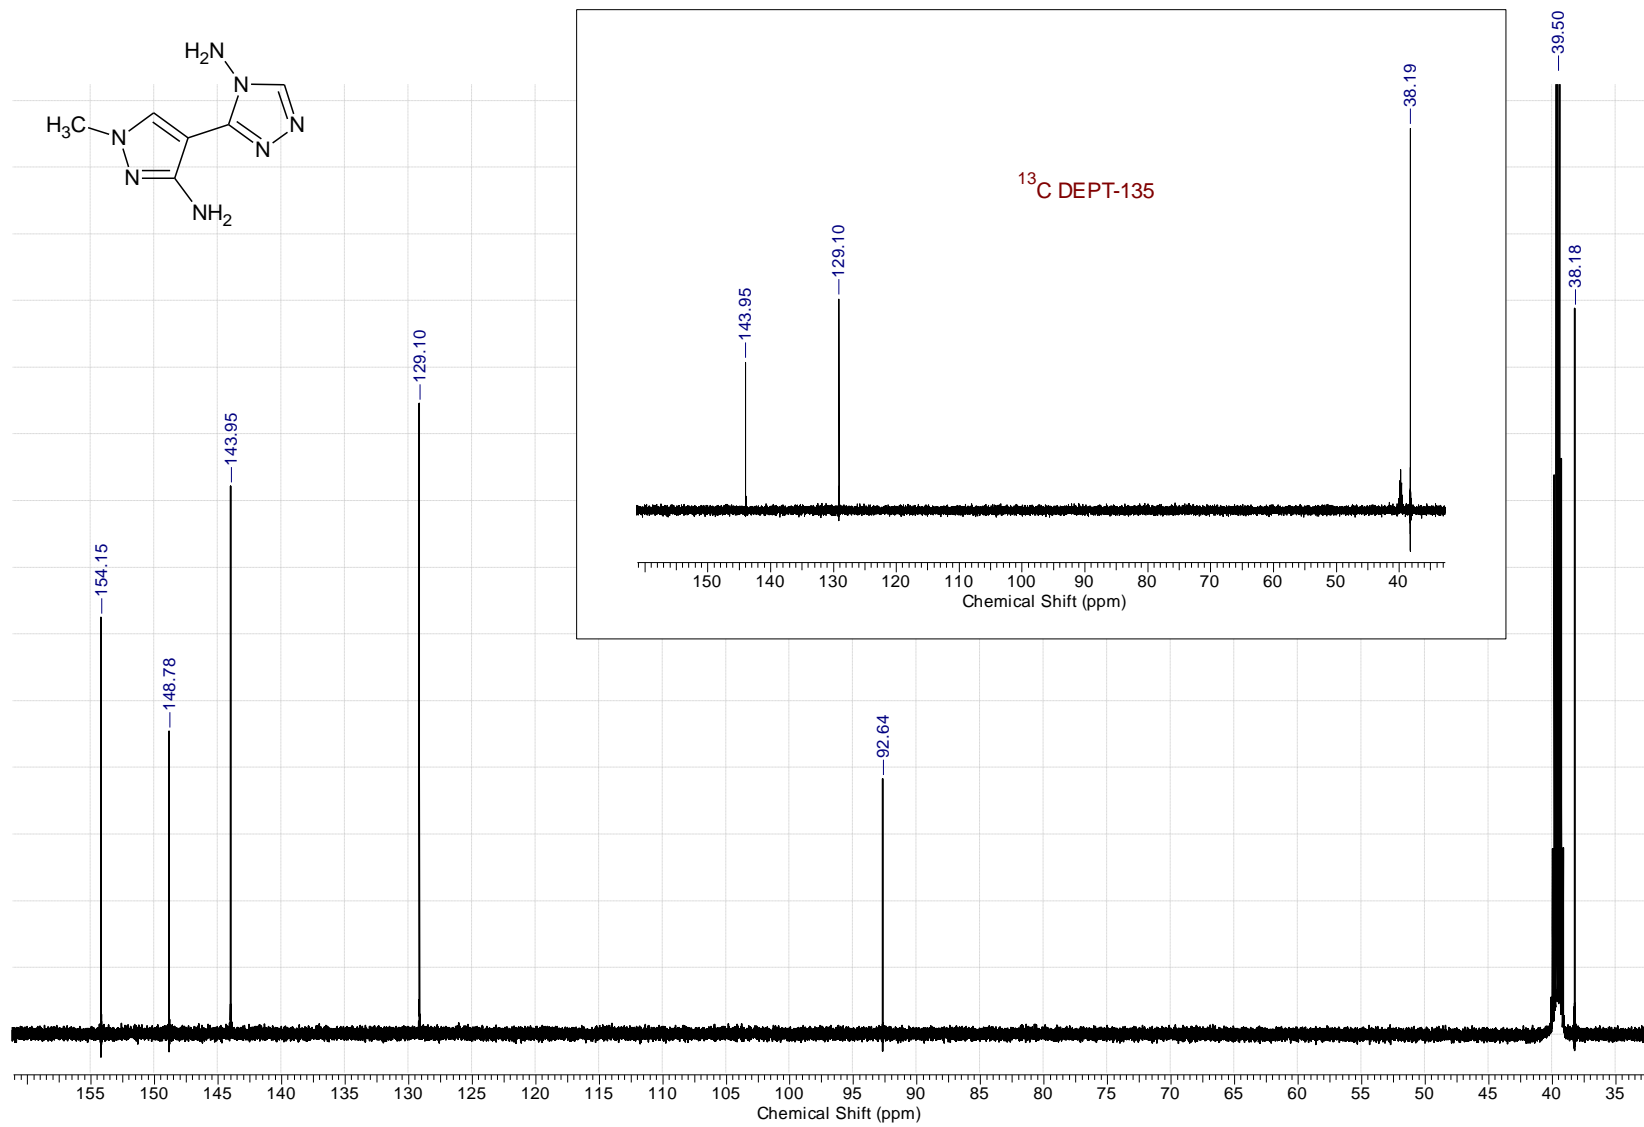 H2N
N
N
N
H3C
N
N
NH2
13C DEPT-135
143.95
129.10
38.19
150 140 130 120 110 100 90 80 70 60 50 40
Chemical Shift (ppm)
154.15
148.78
143.95
129.10
92.64
39.50
38.18
155 150 145 140 135 130 125 120 115 110 105 100 95 90 85 80 75 70 65 60 55 50 45 40 35
Chemical Shift (ppm)